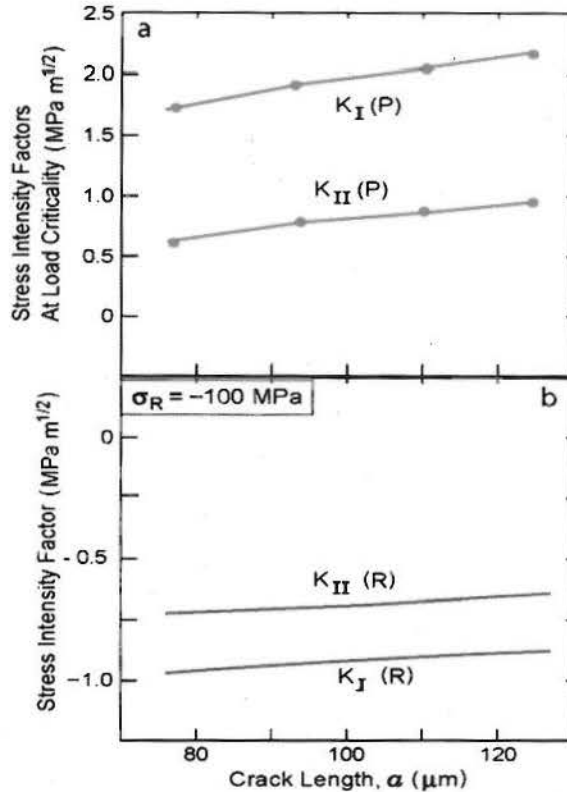 a
2.5
2.0
1.5
1.0
0.5
0
Stress Intensity Factors
At Load Criticality (MPa m1/2)
KI (P)
KII (P)
σR = –100 MPa
b
0
- 0.5
–1.0
Stress Intensity Factor (MPa m1/2)
KII (R)
KI (R)
80
100
120
Crack Length, a (μm)